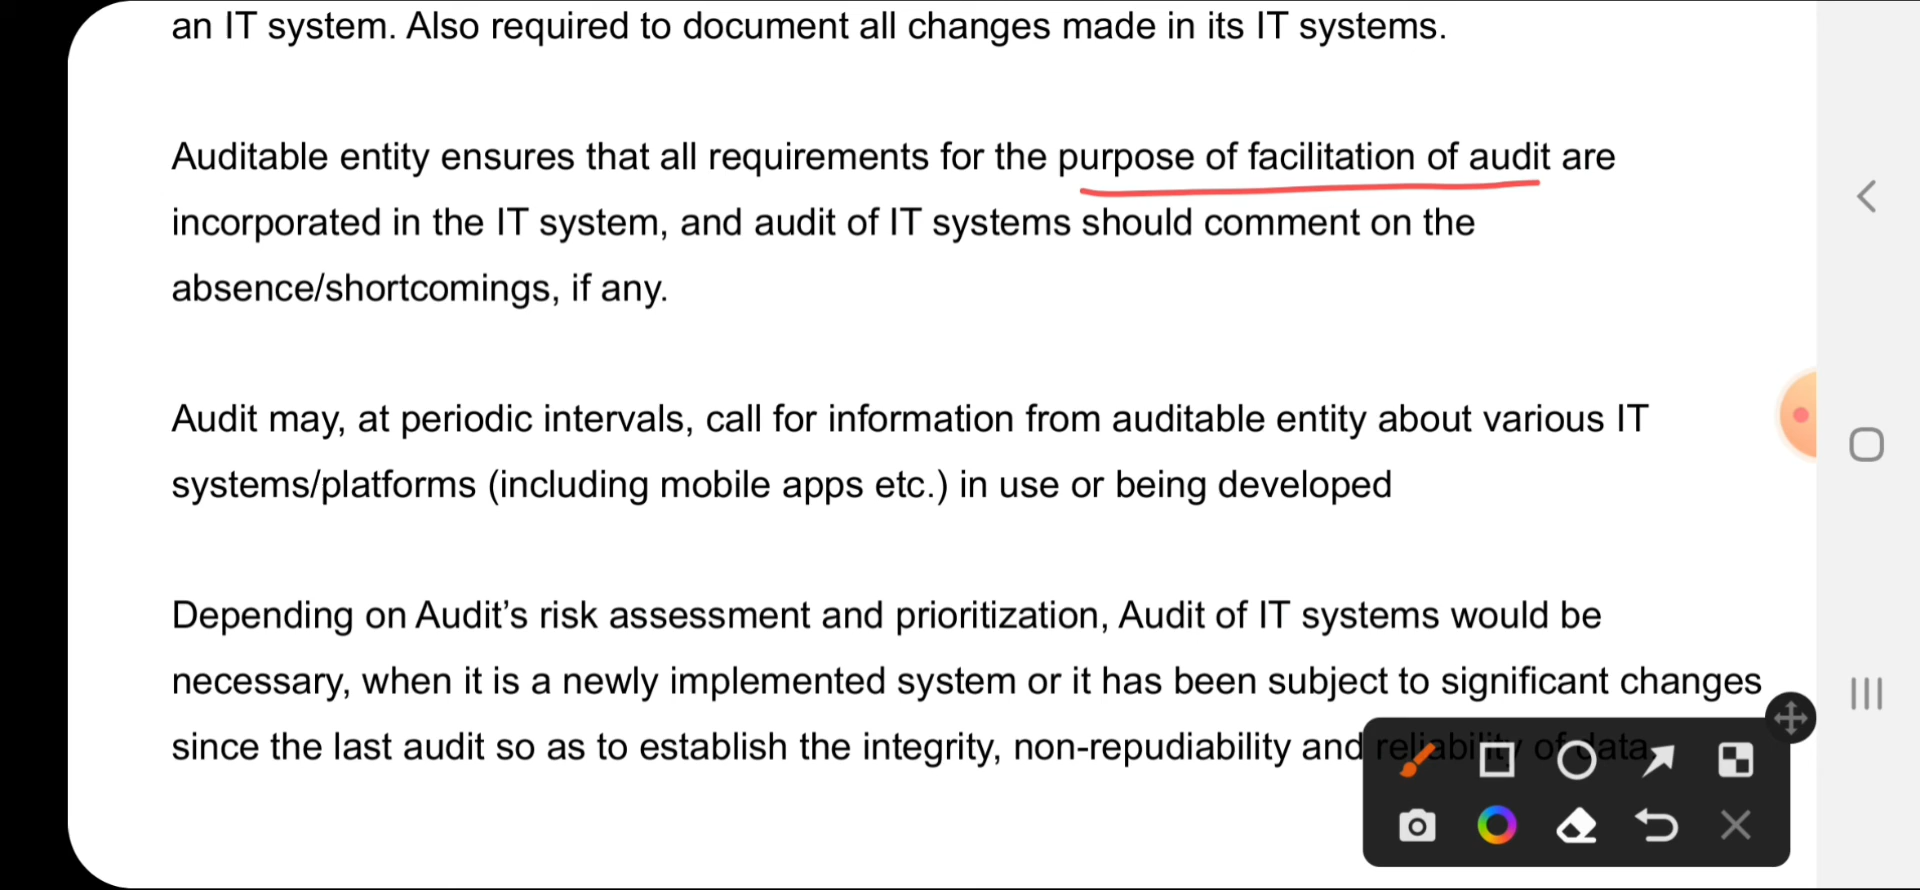 an IT system. Also required to document all changes made in its IT systems.
Auditable entity ensures that all requirements for the purpose of facilitation of audit are
incorporated in the IT system, and audit of IT systems should comment on the
absence/shortcomings, if any.
Audit may, at periodic intervals, call for information from auditable entity about various IT
systems/platforms (including mobile apps etc.) in use or being developed
Depending on Audit’s risk assessment and prioritization, Audit of IT systems would be
necessary, when it is a newly implemented system or it has been subject to significant changes
since the last audit so as to establish the integrity, non-repudiability and reliability of data